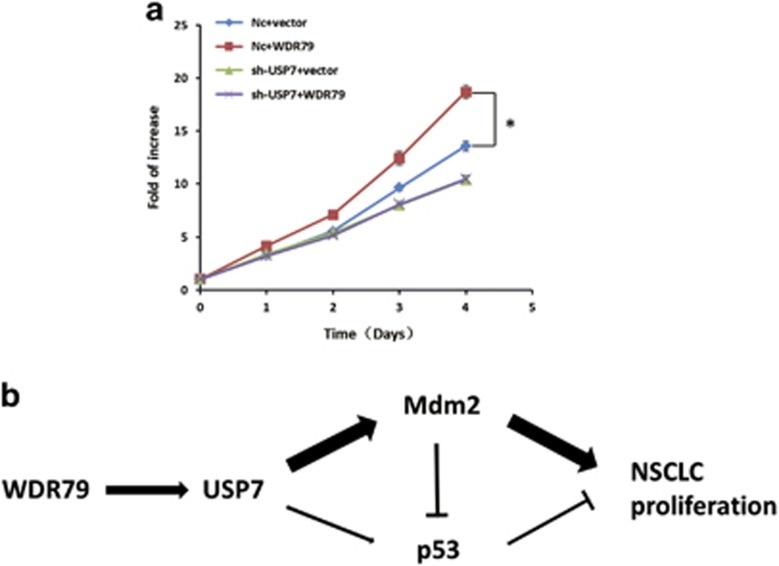 a
Nc+vector
Nc+WDR79
sh-USP7+vector
sh-USP7+WDR79
25
20
15
10
5
0
Fold of increase
*
0 1 2 3 4 5
Time（Days）
b
Mdm2
WDR79 USP7
NSCLC
proliferation
p53